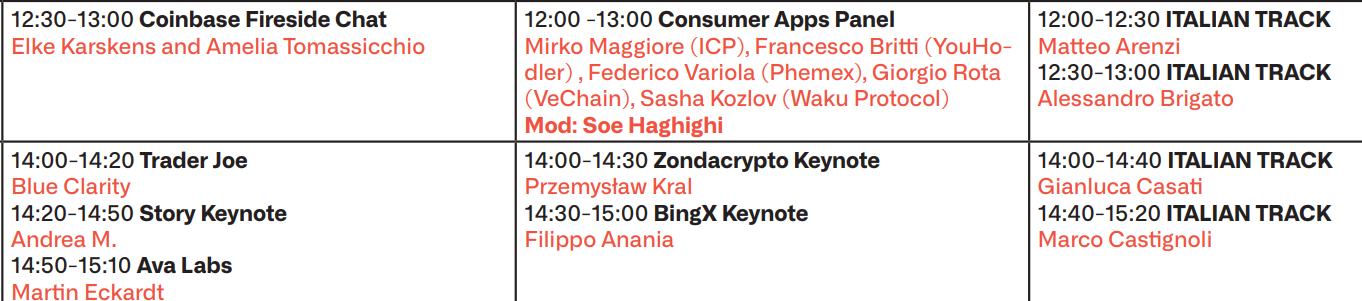 12:30-13:00 Coinbase Fireside Chat
Elke Karskens and Amelia Tomassicchio
12:00 -13:00 Consumer Apps Panel
Mirko Maggiore (ICP), Francesco Britti (YouHo-
dler) , Federico Variola (Phemex), Giorgio Rota
(VeChain), Sasha Kozlov (Waku Protocol)
Mod: Soe Haghighi
12:00-12:30 ITALIAN TRACK
Matteo Arenzi
12:30-13:00 ITALIAN TRACK
Alessandro Brigato
14:00-14:20 Trader Joe
Blue Clarity
14:20-14:50 Story Keynote
Andrea M.
14:50-15:10 Ava Labs
Martin Eckardt
14:00-14:30 Zondacrypto Keynote
Przemysław Kral
14:30-15:00 BingX Keynote
Filippo Anania
14:00-14:40 ITALIAN TRACK
Gianluca Casati
14:40-15:20 ITALIAN TRACK
Marco Castignoli